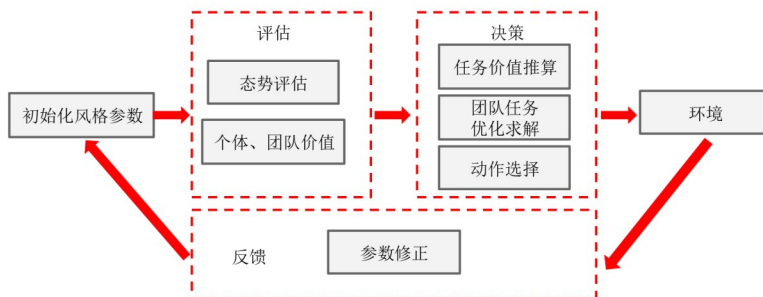 评估
决策
态势评估
任务价值推算
初始化风格参数
个体、团队价值
团队任务
优化求解
环境
动作选择
反馈
参数修正